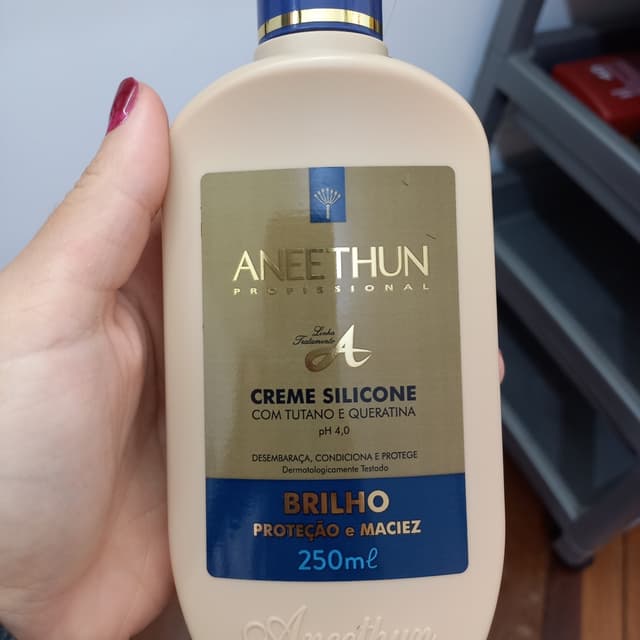 ANEETHUN
PROFISSIONAL
Linha
Tratamento
A
CREME SILICONE
COM TUTANO E QUERATINA
pH 4,0
DESEMBARAÇA, CONDICIONA E PROTEGE
Dermatologicamente Testado
BRILHO
PROTEÇÃO e MACIEZ
250mℓ
Aneethun